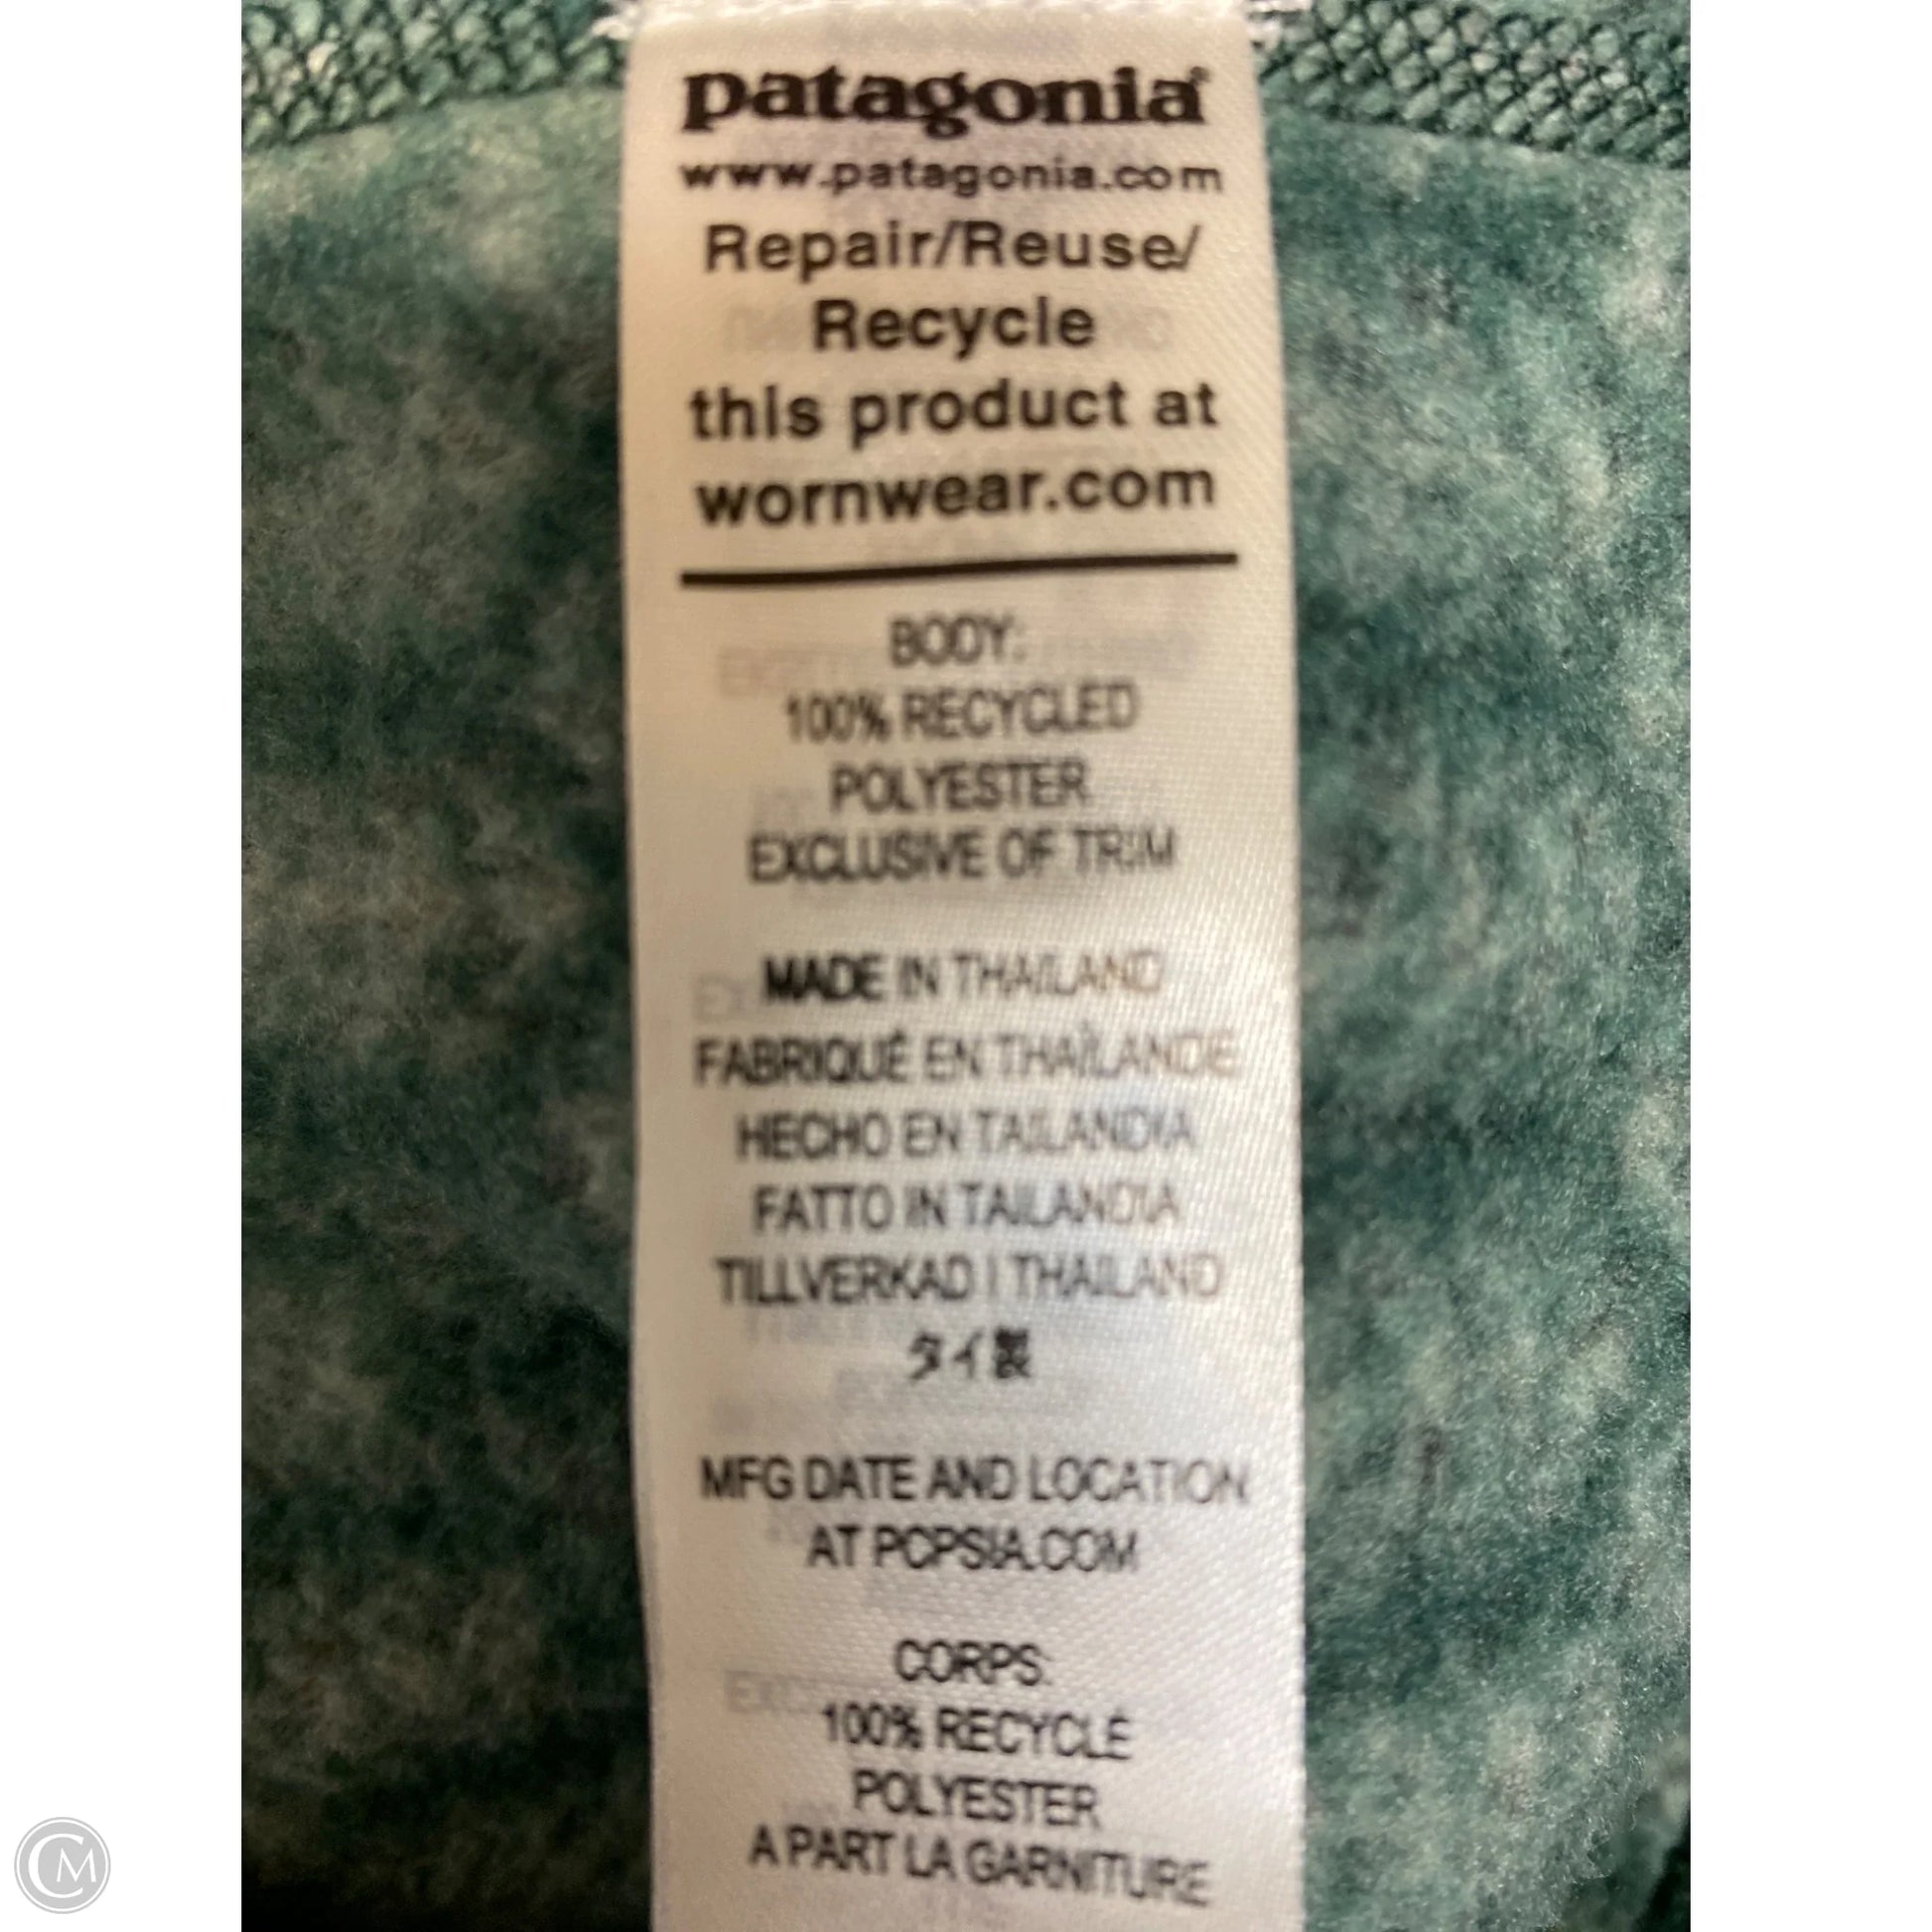 patagonia®
www.patagonia.com
Repair/Reuse/
Recycle
this product at
wornwear.com
BODY:
100% RECYCLED
POLYESTER
EXCLUSIVE OF TRIM
MADE IN THAILAND
FABRIQUÉ EN THAÏLANDE
HECHO EN TAILANDIA
FATTO IN TAILANDIA
TILLVERKAD I THAILAND
タイ製
MFG DATE AND LOCATION
AT PCPSIA.COM
CORPS:
100% RECYCLÉ
POLYESTER
A PART LA GARNITURE
CM